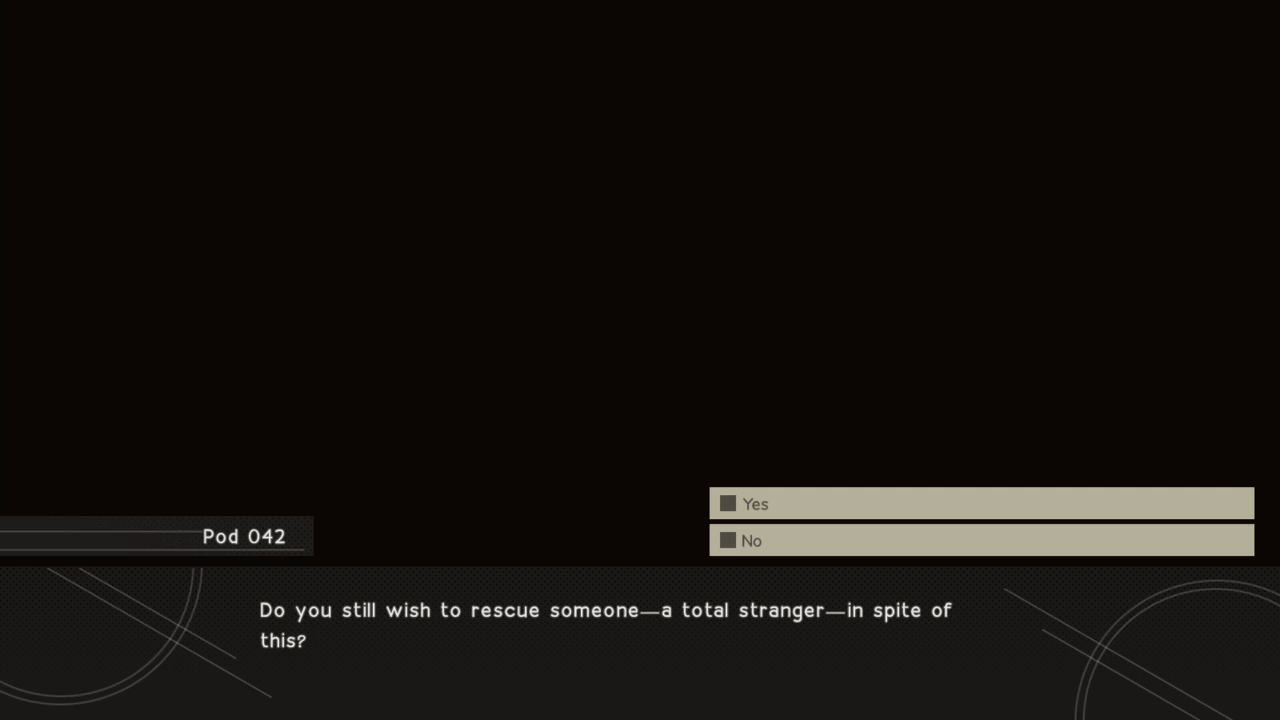 Yes
No
Pod 042
Do you still wish to rescue someone—a total stranger—in spite of
this?